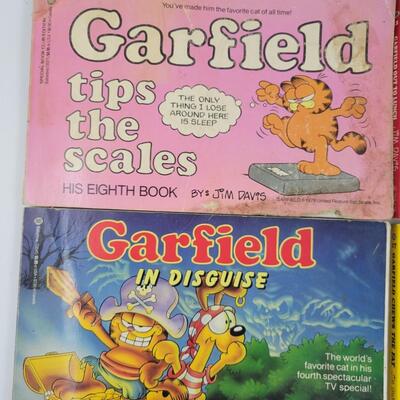 You've made him the favorite cat of all time!
Garfield
tips
the
scales
THE ONLY
THING I LOSE
AROUND HERE
IS SLEEP
HIS EIGHTH BOOK
BY: JIM DAVIS
Garfield
IN DISGUISE
The world's
favorite cat in his
fourth spectacular
TV special!